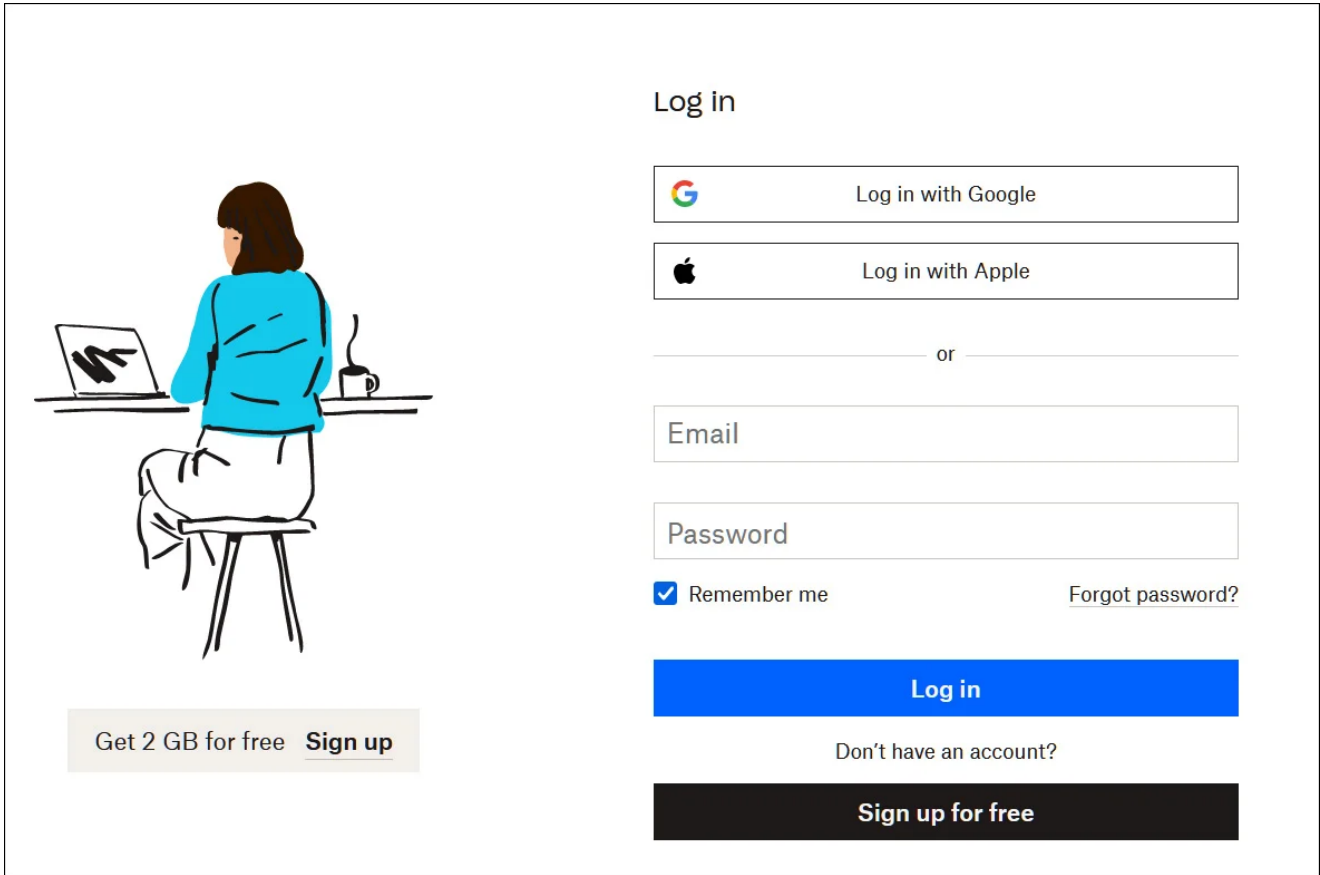 Log in
Log in with Google
Log in with Apple
or
Email
Password
Remember me Forgot password?
Log in
Don’t have an account?
Sign up for free
Get 2 GB for free Sign up